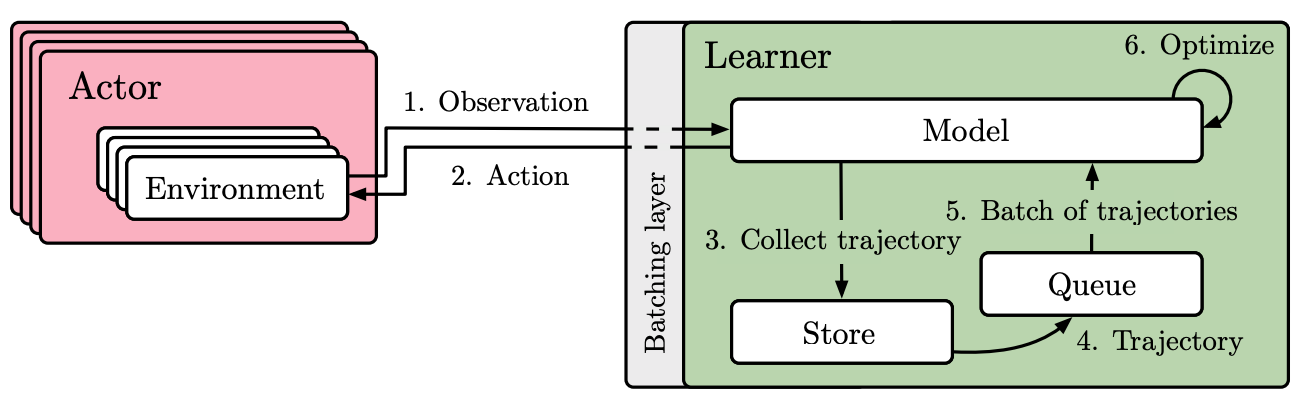 Actor
Environment
1. Observation
2. Action
Batching layer
Learner
6. Optimize
Model
3. Collect trajectory
5. Batch of trajectories
Queue
Store
4. Trajectory